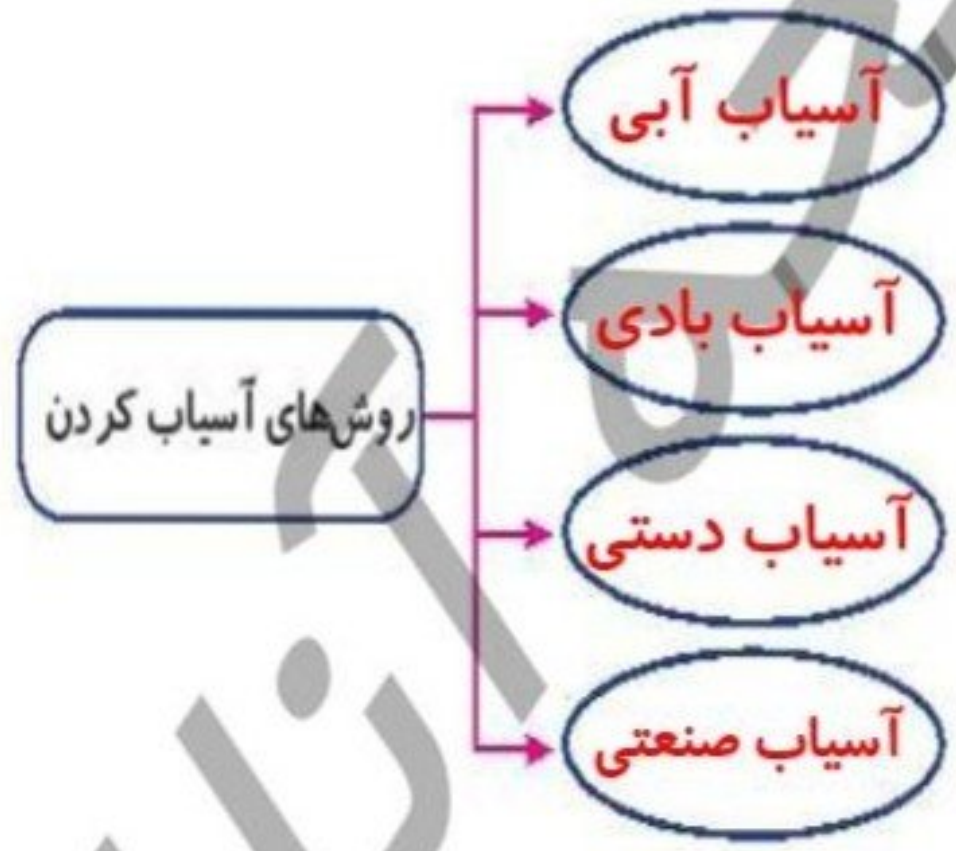 آسیاب آبی
آسیاب بادی
روش‌های آسیاب کردن
آسیاب دستی
آسیاب صنعتی